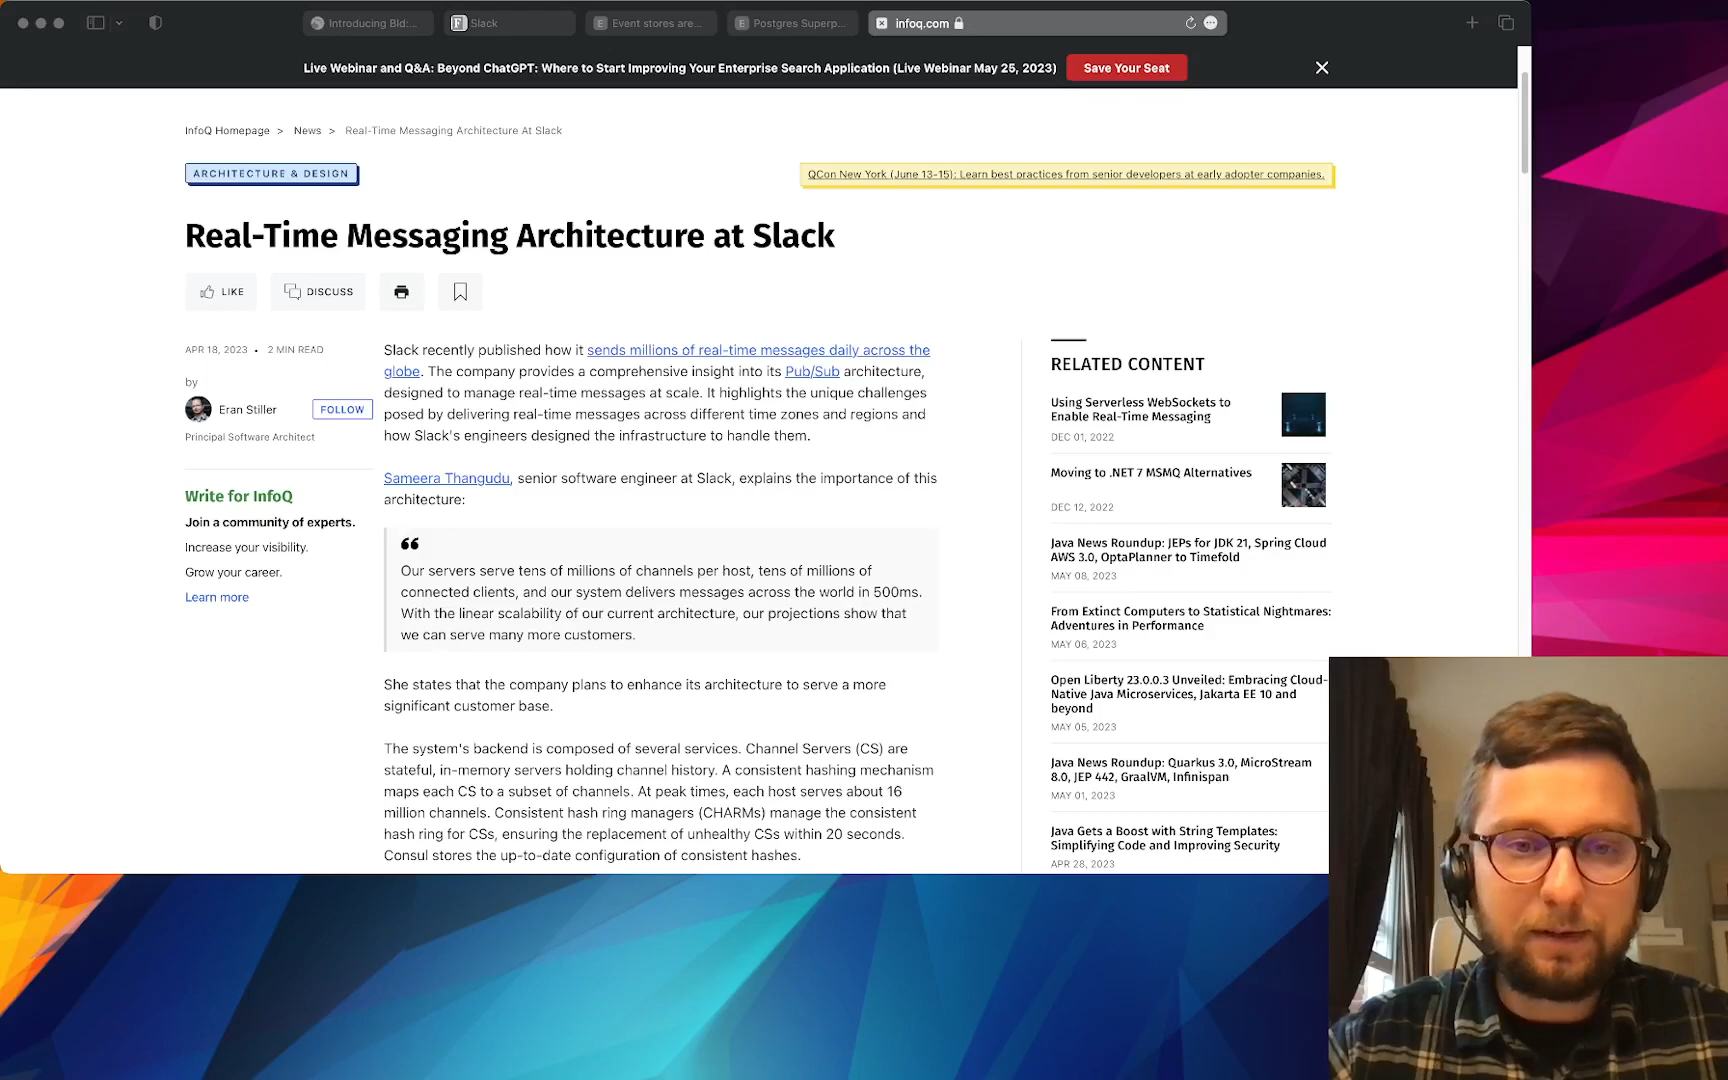 Introducing Bld:...
Slack
Event stores are...
Postgres Superp...
infoq.com
Live Webinar and Q&A: Beyond ChatGPT: Where to Start Improving Your Enterprise Search Application (Live Webinar May 25, 2023)
Save Your Seat
InfoQ Homepage > News > Real-Time Messaging Architecture At Slack
ARCHITECTURE & DESIGN
QCon New York (June 13-15): Learn best practices from senior developers at early adopter companies.
Real-Time Messaging Architecture at Slack
LIKE
DISCUSS
APR 18, 2023 • 2 MIN READ
by
Eran Stiller
FOLLOW
Principal Software Architect
Write for InfoQ
Join a community of experts.
Increase your visibility.
Grow your career.
Learn more
Slack recently published how it sends millions of real-time messages daily across the
globe. The company provides a comprehensive insight into its Pub/Sub architecture,
designed to manage real-time messages at scale. It highlights the unique challenges
posed by delivering real-time messages across different time zones and regions and
how Slack's engineers designed the infrastructure to handle them.
Sameera Thangudu, senior software engineer at Slack, explains the importance of this
architecture:
❝
Our servers serve tens of millions of channels per host, tens of millions of
connected clients, and our system delivers messages across the world in 500ms.
With the linear scalability of our current architecture, our projections show that
we can serve many more customers.
She states that the company plans to enhance its architecture to serve a more
significant customer base.
The system's backend is composed of several services. Channel Servers (CS) are
stateful, in-memory servers holding channel history. A consistent hashing mechanism
maps each CS to a subset of channels. At peak times, each host serves about 16
million channels. Consistent hash ring managers (CHARMs) manage the consistent
hash ring for CSs, ensuring the replacement of unhealthy CSs within 20 seconds.
Consul stores the up-to-date configuration of consistent hashes.
RELATED CONTENT
Using Serverless WebSockets to
Enable Real-Time Messaging
DEC 01, 2022
Moving to .NET 7 MSMQ Alternatives
DEC 12, 2022
Java News Roundup: JEPs for JDK 21, Spring Cloud
AWS 3.0, OptaPlanner to Timefold
MAY 08, 2023
From Extinct Computers to Statistical Nightmares:
Adventures in Performance
MAY 06, 2023
Open Liberty 23.0.0.3 Unveiled: Embracing Cloud-
Native Java Microservices, Jakarta EE 10 and
beyond
MAY 05, 2023
Java News Roundup: Quarkus 3.0, MicroStream
8.0, JEP 442, GraalVM, Infinispan
MAY 01, 2023
Java Gets a Boost with String Templates:
Simplifying Code and Improving Security
APR 28, 2023